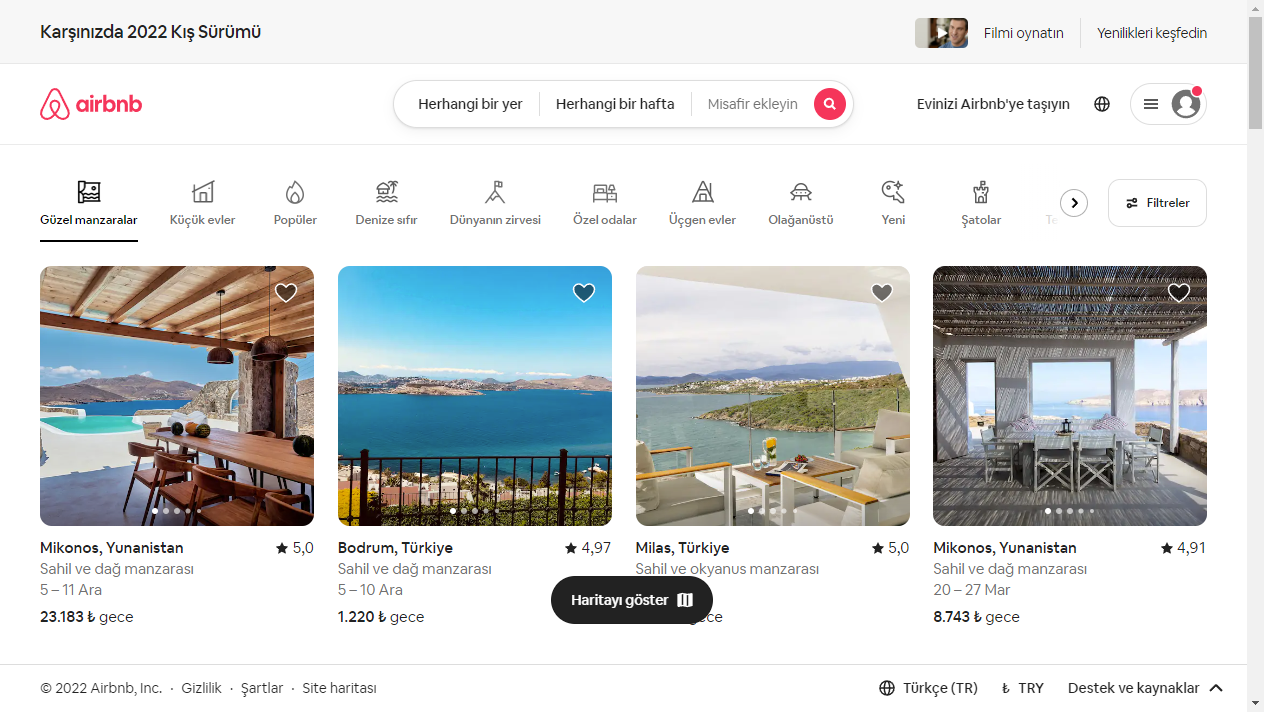 Karşınızda 2022 Kış Sürümü
Filmi oynatın
Yenilikleri keşfedin
airbnb
Herhangi bir yer
Herhangi bir hafta
Misafir ekleyin
Evinizi Airbnb'ye taşıyın
Güzel manzaralar
Küçük evler
Popüler
Denize sıfır
Dünyanın zirvesi
Özel odalar
Üçgen evler
Olağanüstü
Yeni
Şatolar
Filtreler
Mikonos, Yunanistan
5,0
Sahil ve dağ manzarası
5 – 11 Ara
23.183 ₺ gece
Bodrum, Türkiye
4,97
Sahil ve dağ manzarası
5 – 10 Ara
1.220 ₺ gece
Milas, Türkiye
5,0
Sahil ve okyanus manzarası
Mikonos, Yunanistan
4,91
Sahil ve dağ manzarası
20 – 27 Mar
8.743 ₺ gece
Haritayı göster
© 2022 Airbnb, Inc. · Gizlilik · Şartlar · Site haritası
Türkçe (TR)
₺ TRY
Destek ve kaynaklar